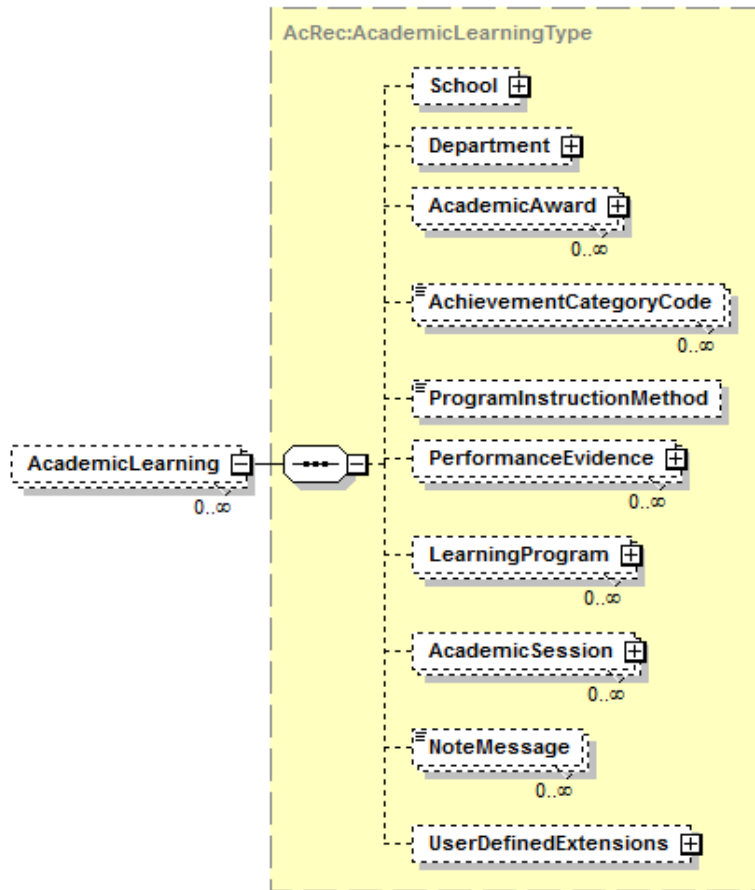 AcRec:AcademicLearningType
School
Department
AcademicAward
0..∞
AchievementCategoryCode
0..∞
ProgramInstructionMethod
AcademicLearning
0..∞
PerformanceEvidence
0..∞
LearningProgram
0..∞
AcademicSession
0..∞
NoteMessage
0..∞
UserDefinedExtensions